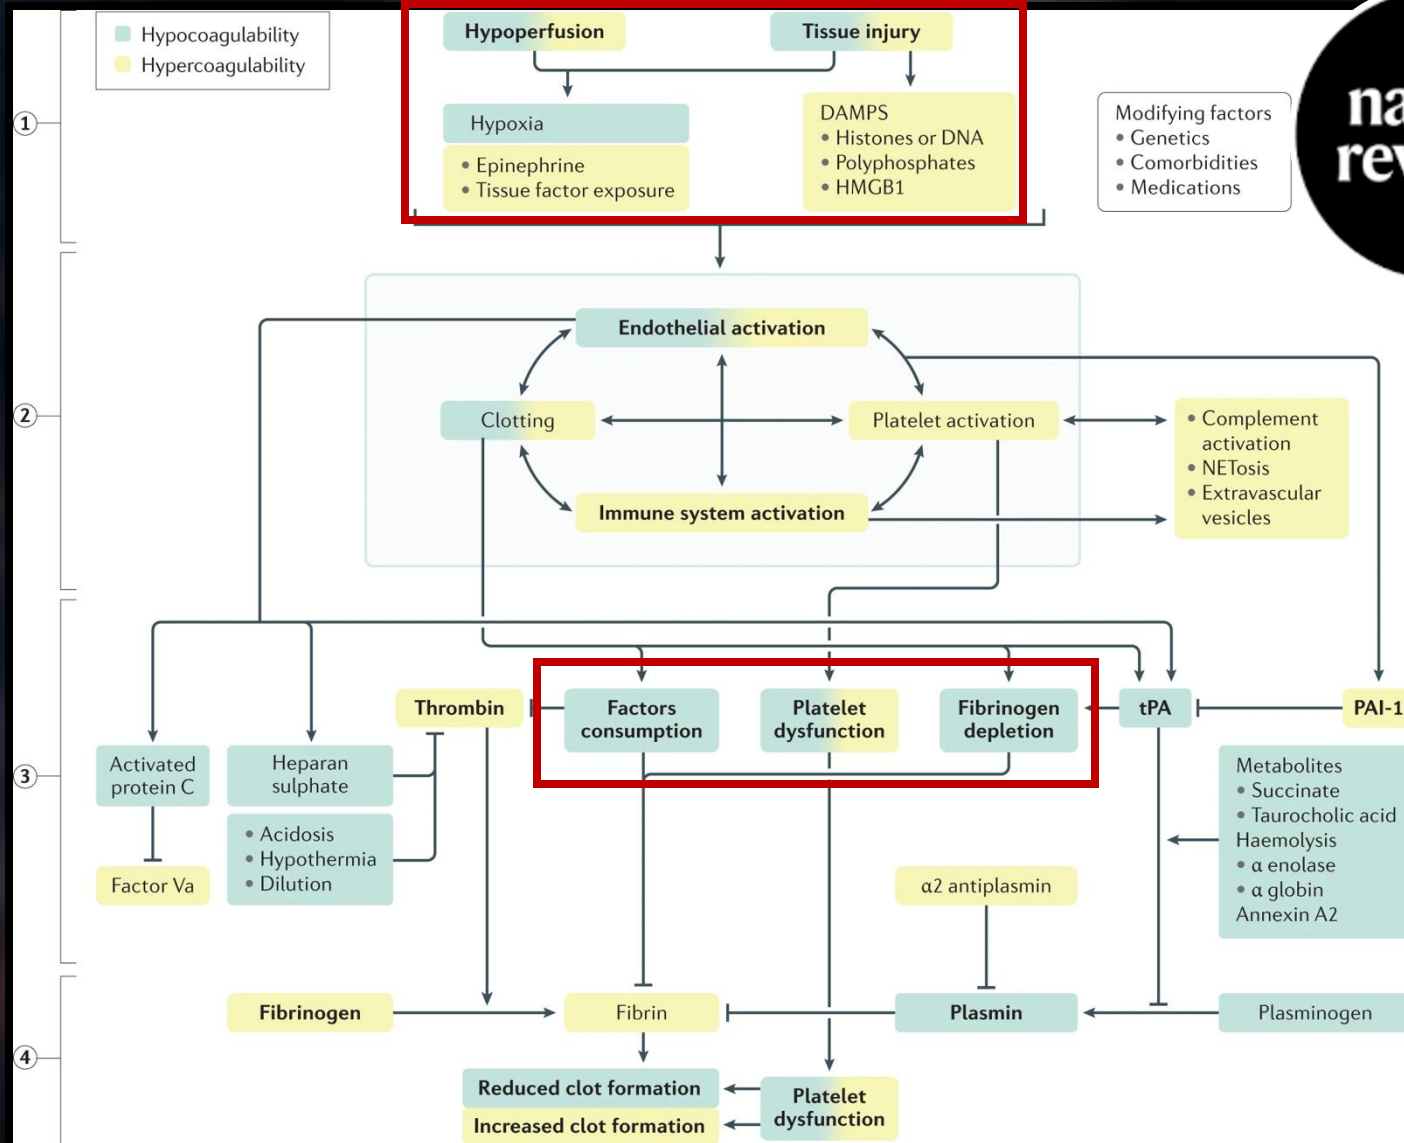 Hypocoagulability
Hypercoagulability
Hypoperfusion
Tissue injury
1
Hypoxia
• Epinephrine
• Tissue factor exposure
DAMPS
• Histones or DNA
• Polyphosphates
• HMGB1
Modifying factors
• Genetics
• Comorbidities
• Medications
2
Endothelial activation
Clotting
Platelet activation
Immune system activation
• Complement
activation
• NETosis
• Extravascular
vesicles
3
Thrombin
Factors
consumption
Platelet
dysfunction
Fibrinogen
depletion
tPA
PAI-1
Activated
protein C
Heparan
sulphate
• Acidosis
• Hypothermia
• Dilution
Factor Va
α2 antiplasmin
Metabolites
• Succinate
• Taurocholic acid
Haemolysis
• α enolase
• α globin
Annexin A2
4
Fibrinogen
Fibrin
Plasmin
Plasminogen
Reduced clot formation
Increased clot formation
Platelet
dysfunction